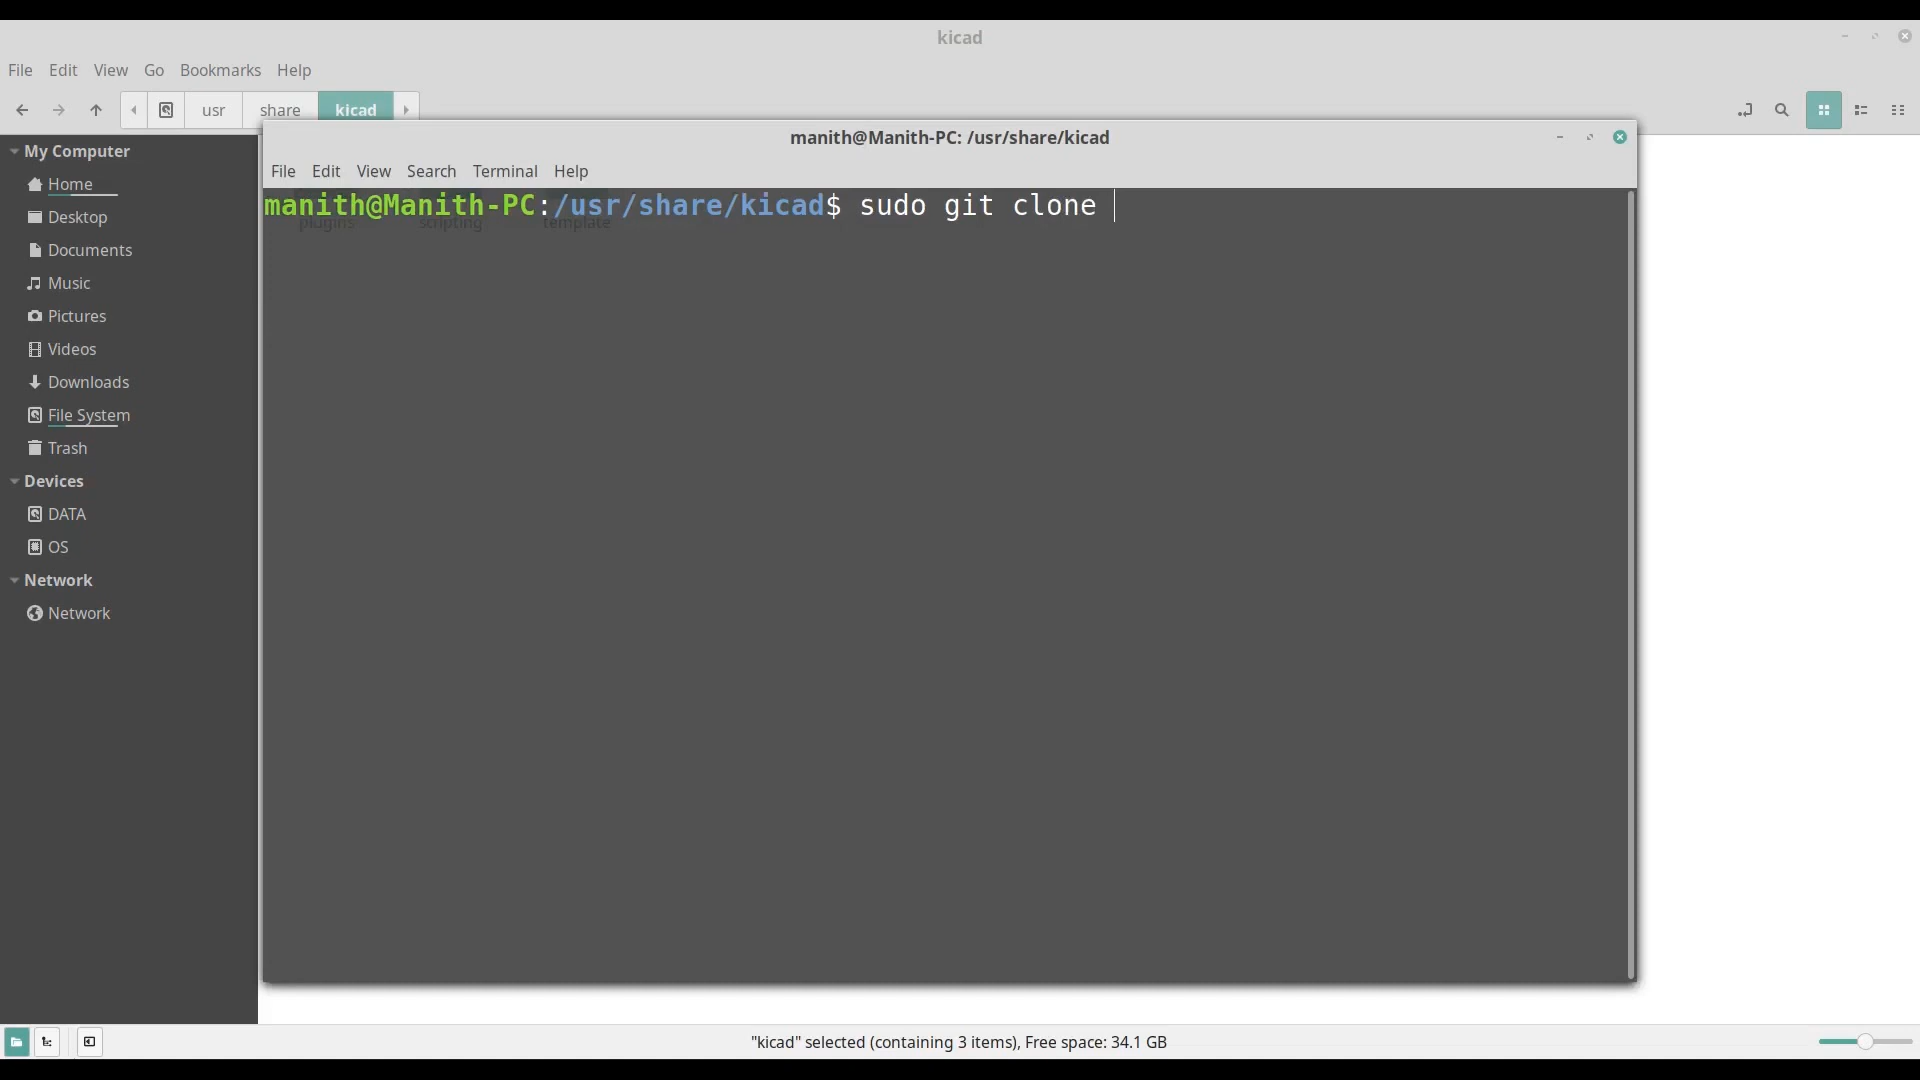 kicad
File Edit View Go Bookmarks Help
usr share kicad
manith@Manith-PC: /usr/share/kicad
File Edit View Search Terminal Help
manith@Manith-PC:/usr/share/kicad$ sudo git clone
plugins scripting template
My Computer
Home
Desktop
Documents
Music
Pictures
Videos
Downloads
File System
Trash
Devices
DATA
OS
Network
Network
"kicad" selected (containing 3 items), Free space: 34.1 GB